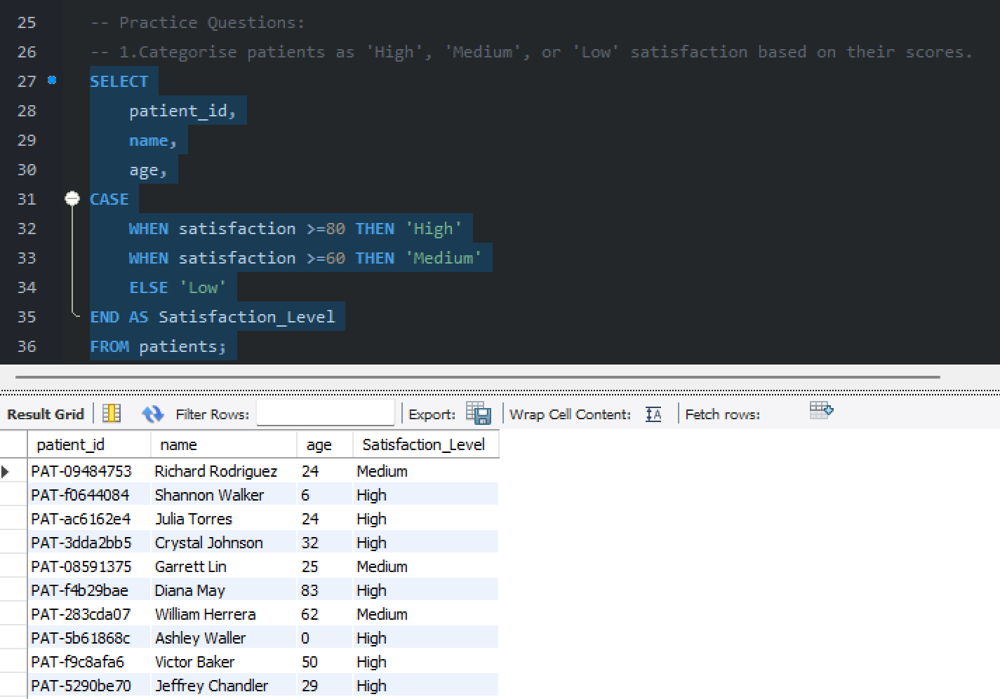 25 -- Practice Questions:
26 -- 1.Categorise patients as 'High', 'Medium', or 'Low' satisfaction based on their scores.
27 SELECT
28 patient_id,
29 name,
30 age,
31 CASE
32 WHEN satisfaction >=80 THEN 'High'
33 WHEN satisfaction >=60 THEN 'Medium'
34 ELSE 'Low'
35 END AS Satisfaction_Level
36 FROM patients;
Result Grid Filter Rows: Export: Wrap Cell Content: Fetch rows:
patient_id name age Satisfaction_Level
PAT-09484753 Richard Rodriguez 24 Medium
PAT-f0644084 Shannon Walker 6 High
PAT-ac6162e4 Julia Torres 24 High
PAT-3dda2bb5 Crystal Johnson 32 High
PAT-08591375 Garrett Lin 25 Medium
PAT-f4b29bae Diana May 83 High
PAT-283cda07 William Herrera 62 Medium
PAT-5b61868c Ashley Waller 0 High
PAT-f9c8afa6 Victor Baker 50 High
PAT-5290be70 Jeffrey Chandler 29 High